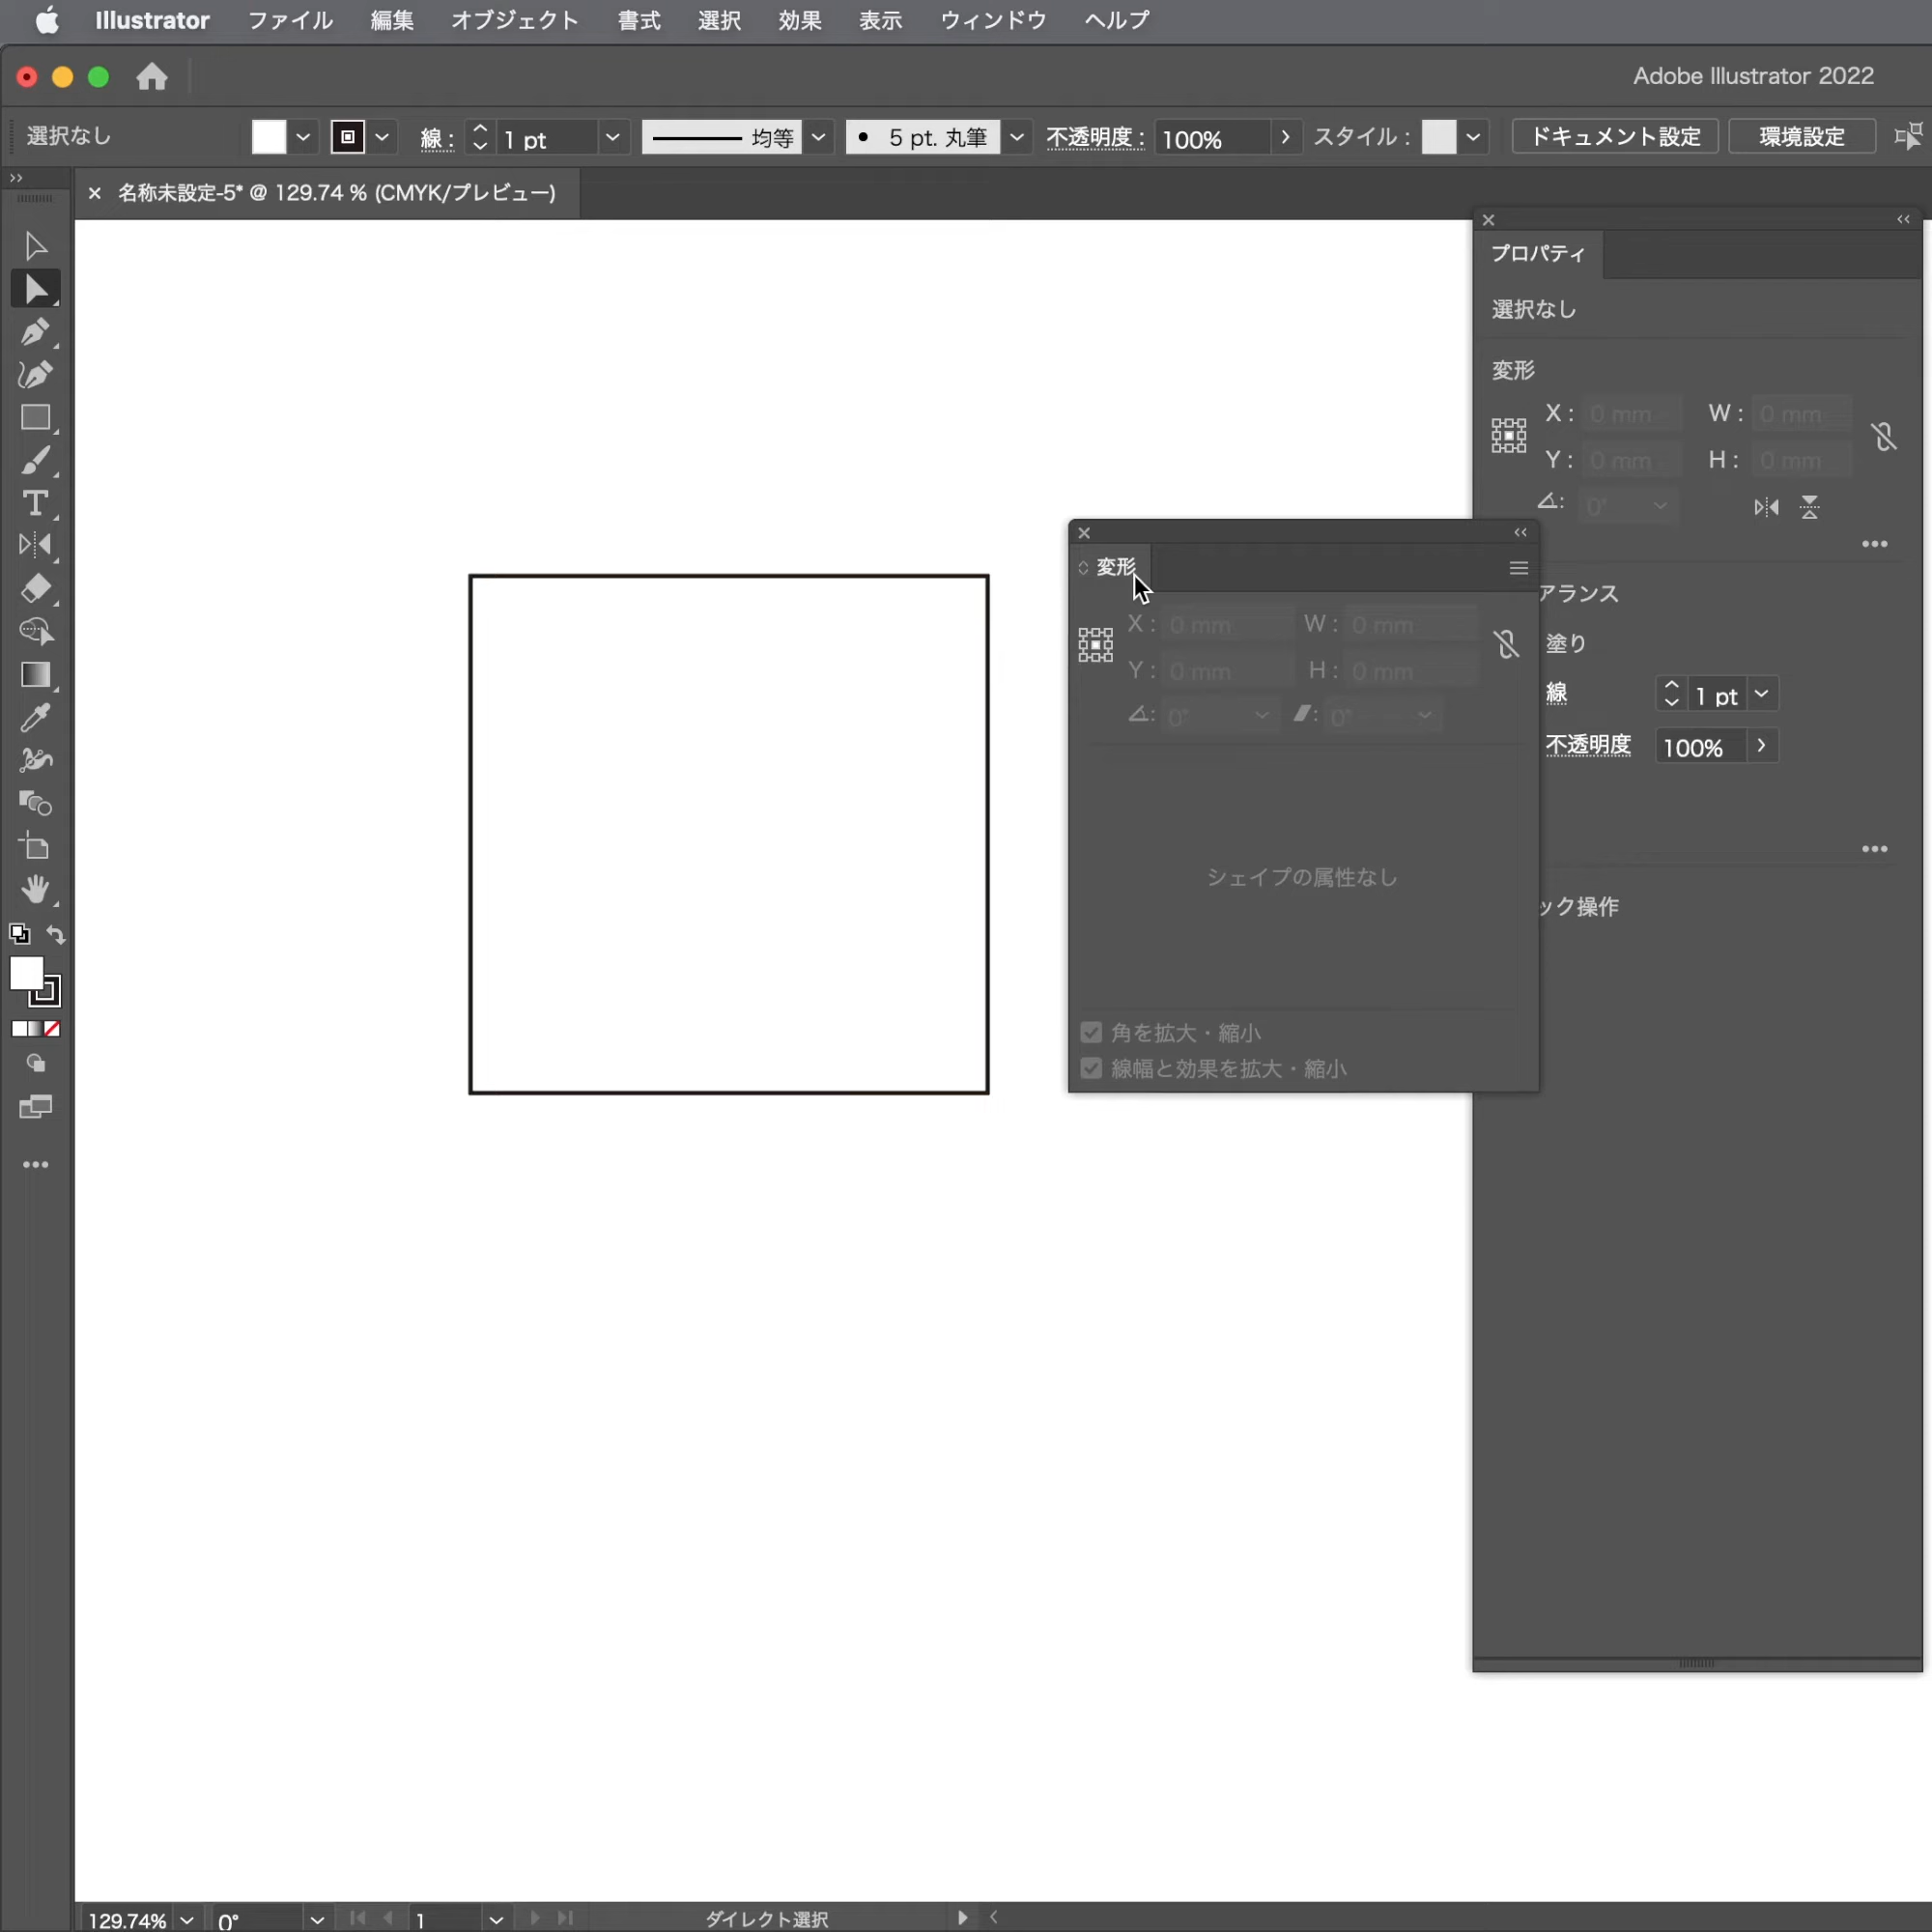 Illustrator ファイル 編集 オブジェクト 書式 選択 効果 表示 ウィンドウ ヘルプ
Adobe Illustrator 2022
選択なし 線： 1 pt 均等 5 pt. 丸筆 不透明度： 100% スタイル： ドキュメント設定 環境設定
名称未設定-5* @ 129.74 % (CMYK/プレビュー)
プロパティ
選択なし
変形
X： 0 mm W： 0 mm
Y： 0 mm H： 0 mm
0°
アランス
塗り
線 1 pt
不透明度 100%
ック操作
変形
X： 0 mm W： 0 mm
Y： 0 mm H： 0 mm
0° 0°
シェイプの属性なし
角を拡大・縮小
線幅と効果を拡大・縮小
129.74% 0° 1 ダイレクト選択